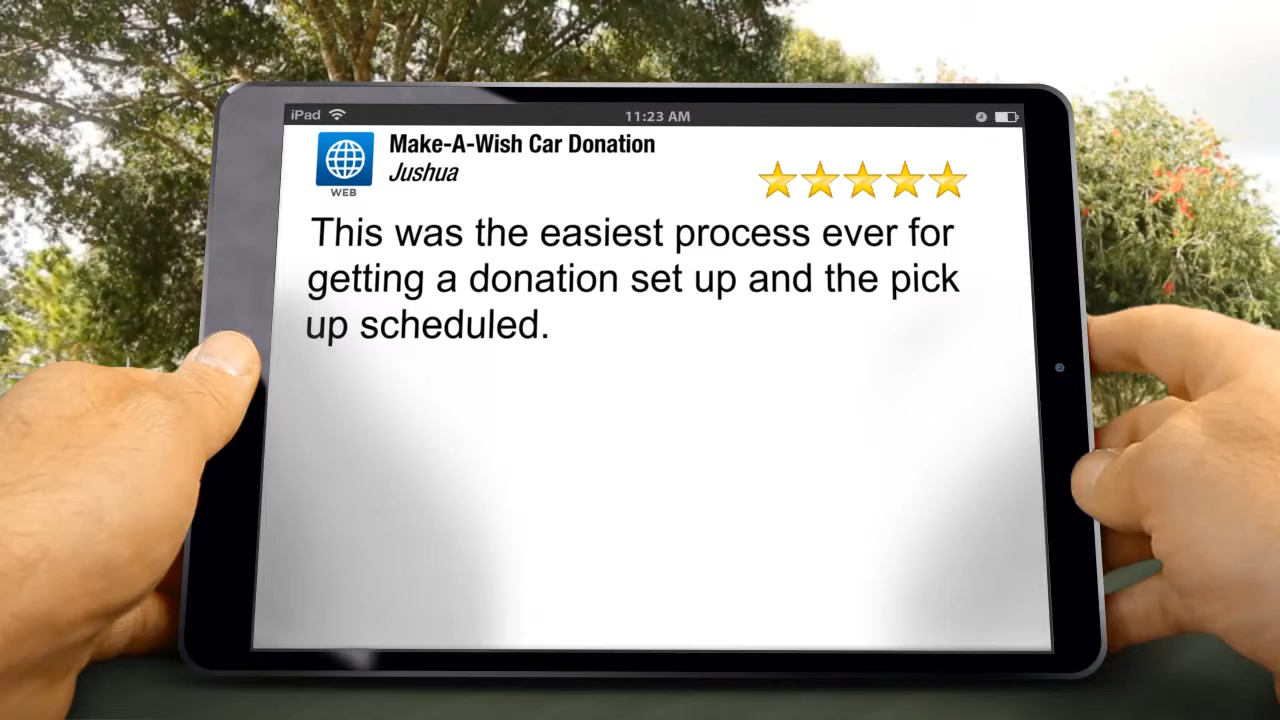 iPad 11:23 AM
Make-A-Wish Car Donation
Jushua
WEB
This was the easiest process ever for
getting a donation set up and the pick
up scheduled.